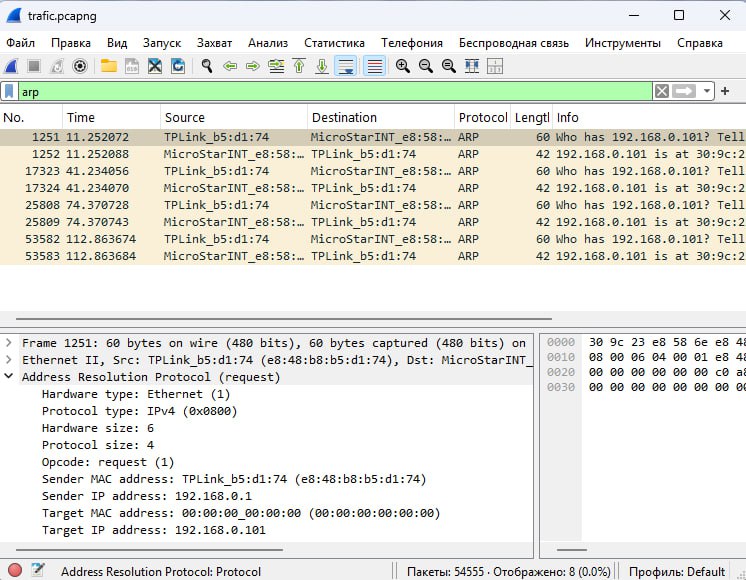 trafic.pcapng
Файл Правка Вид Запуск Захват Анализ Статистика Телефония Беспроводная связь Инструменты Справка
arp
No. Time Source Destination Protocol Lengtl Info
1251 11.252072 TPLink_b5:d1:74 MicroStarINT_e8:58:… ARP 60 Who has 192.168.0.101? Tell
1252 11.252088 MicroStarINT_e8:58:… TPLink_b5:d1:74 ARP 42 192.168.0.101 is at 30:9c:2
17323 41.234056 TPLink_b5:d1:74 MicroStarINT_e8:58:… ARP 60 Who has 192.168.0.101? Tell
17324 41.234070 MicroStarINT_e8:58:… TPLink_b5:d1:74 ARP 42 192.168.0.101 is at 30:9c:2
25808 74.370728 TPLink_b5:d1:74 MicroStarINT_e8:58:… ARP 60 Who has 192.168.0.101? Tell
25809 74.370743 MicroStarINT_e8:58:… TPLink_b5:d1:74 ARP 42 192.168.0.101 is at 30:9c:2
53582 112.863674 TPLink_b5:d1:74 MicroStarINT_e8:58:… ARP 60 Who has 192.168.0.101? Tell
53583 112.863684 MicroStarINT_e8:58:… TPLink_b5:d1:74 ARP 42 192.168.0.101 is at 30:9c:2
Frame 1251: 60 bytes on wire (480 bits), 60 bytes captured (480 bits) on
Ethernet II, Src: TPLink_b5:d1:74 (e8:48:b8:b5:d1:74), Dst: MicroStarINT_
Address Resolution Protocol (request)
Hardware type: Ethernet (1)
Protocol type: IPv4 (0x0800)
Hardware size: 6
Protocol size: 4
Opcode: request (1)
Sender MAC address: TPLink_b5:d1:74 (e8:48:b8:b5:d1:74)
Sender IP address: 192.168.0.1
Target MAC address: 00:00:00_00:00:00 (00:00:00:00:00:00)
Target IP address: 192.168.0.101
0000 30 9c 23 e8 58 6e e8 48
0010 08 00 06 04 00 01 e8 48
0020 00 00 00 00 00 00 c0 a8
0030 00 00 00 00 00 00 00 00
Address Resolution Protocol: Protocol
Пакеты: 54555 · Отображено: 8 (0.0%)
Профиль: Default